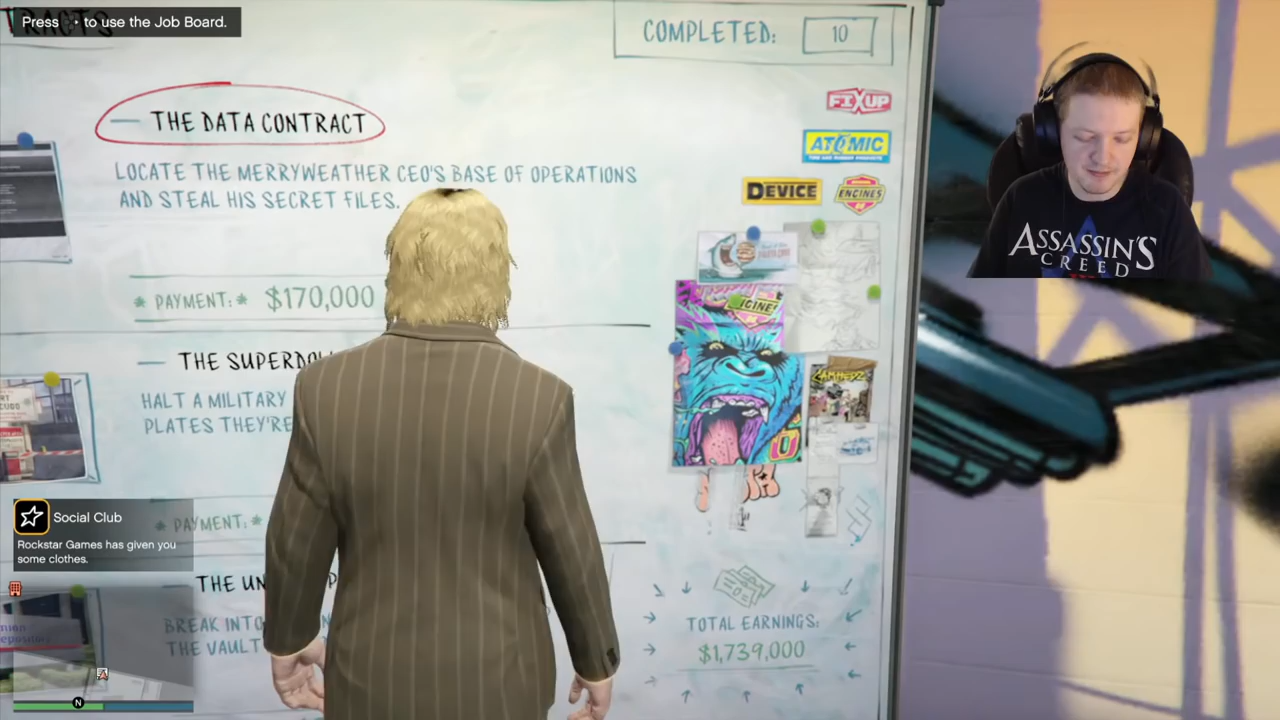 Press to use the Job Board.
COMPLETED: 10
FIXUP
— THE DATA CONTRACT
ATOMIC
LOCATE THE MERRYWEATHER CEO'S BASE OF OPERATIONS
AND STEAL HIS SECRET FILES.
DEVICE
ENGINES
* PAYMENT: * $170,000
— THE SUPERDO
HALT A MILITARY
PLATES THEY'RE
ASSASSIN'S
CREED
Social Club
Rockstar Games has given you
some clothes.
* PAYMENT: *
— THE UN
BREAK INTO
THE VAULT
TOTAL EARNINGS:
$1,739,000
N